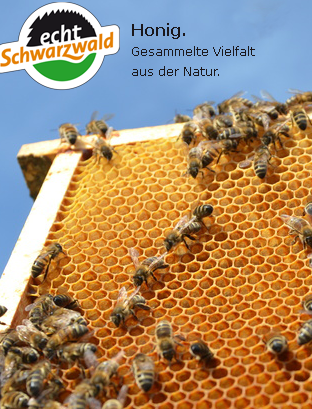 echt
Schwarzwald
Honig.
Gesammelte Vielfalt
aus der Natur.